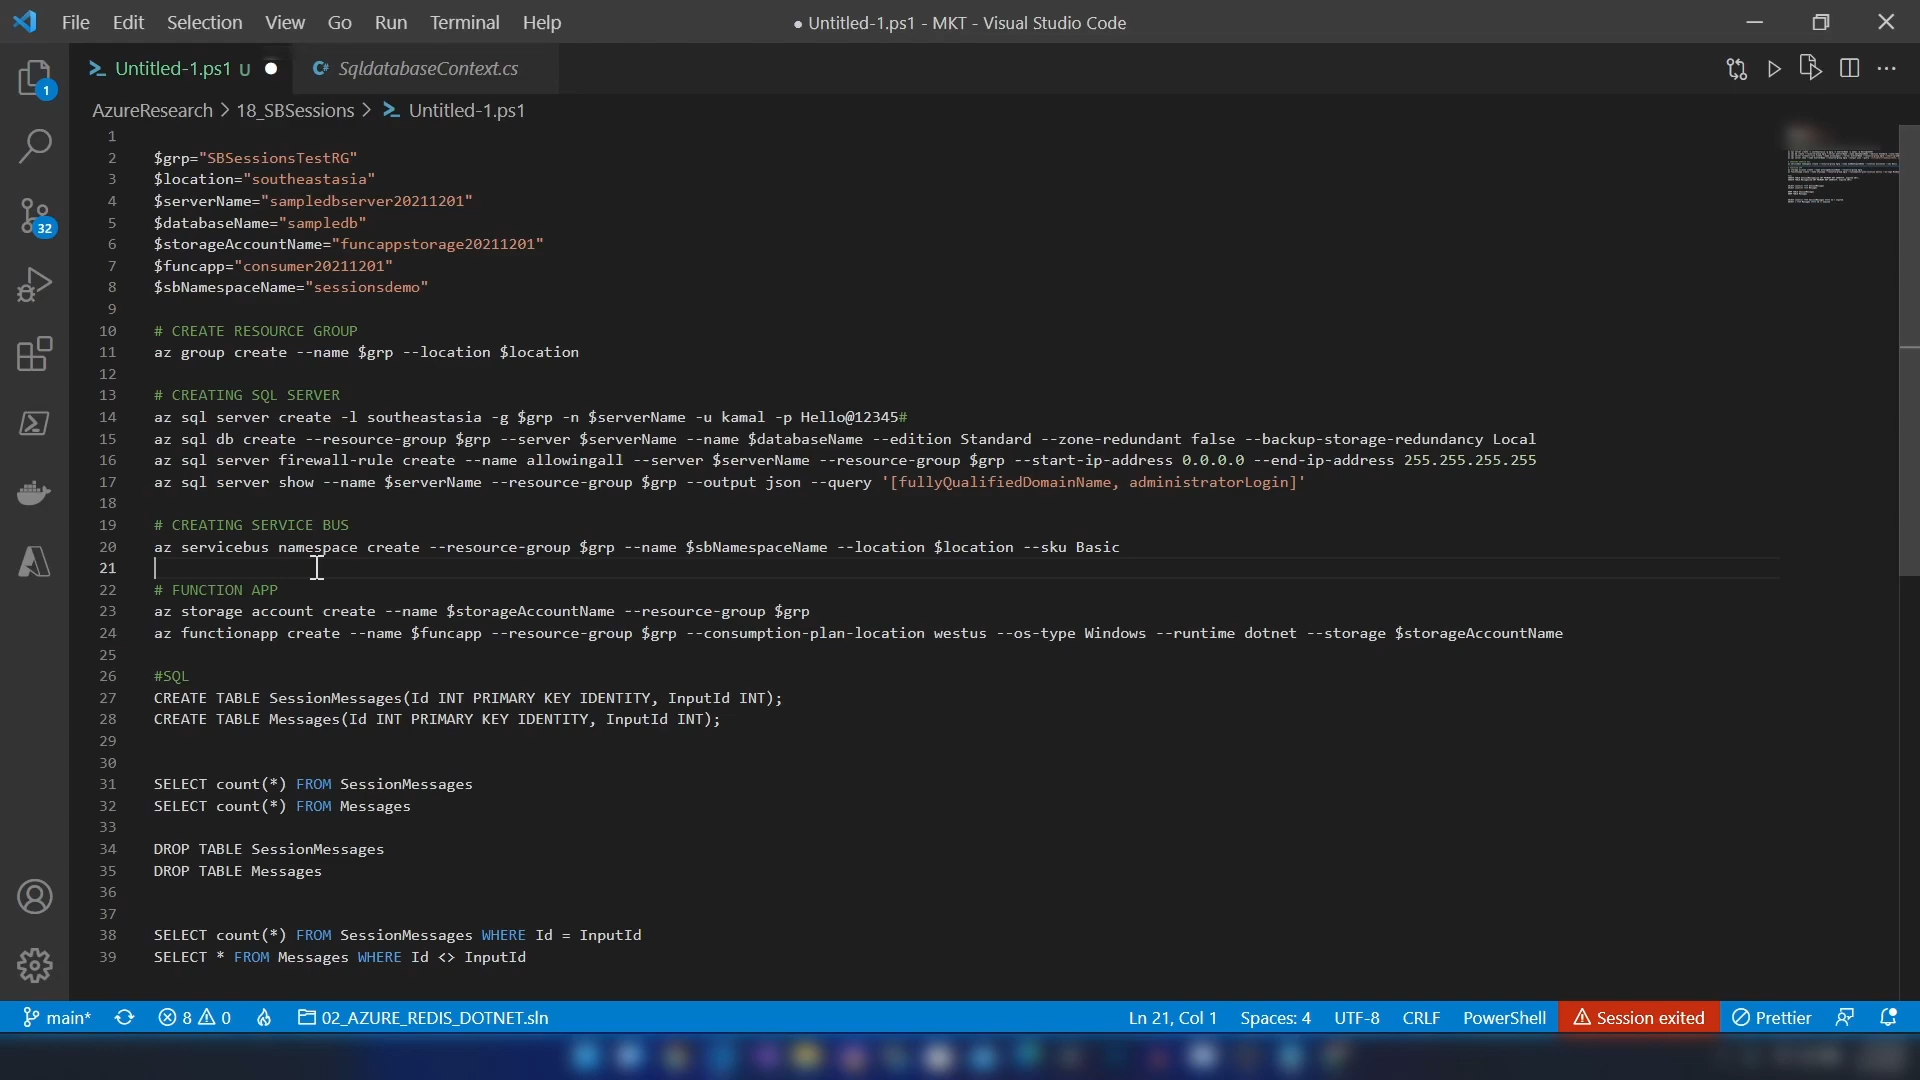 File Edit Selection View Go Run Terminal Help
● Untitled-1.ps1 - MKT - Visual Studio Code
Untitled-1.ps1 U
C# SqldatabaseContext.cs
AzureResearch > 18_SBSessions > Untitled-1.ps1
1
2 $grp="SBSessionsTestRG"
3 $location="southeastasia"
4 $serverName="sampledbserver20211201"
5 $databaseName="sampledb"
6 $storageAccountName="funcappstorage20211201"
7 $funcapp="consumer20211201"
8 $sbNamespaceName="sessionsdemo"
9
10 # CREATE RESOURCE GROUP
11 az group create --name $grp --location $location
12
13 # CREATING SQL SERVER
14 az sql server create -l southeastasia -g $grp -n $serverName -u kamal -p Hello@12345#
15 az sql db create --resource-group $grp --server $serverName --name $databaseName --edition Standard --zone-redundant false --backup-storage-redundancy Local
16 az sql server firewall-rule create --name allowingall --server $serverName --resource-group $grp --start-ip-address 0.0.0.0 --end-ip-address 255.255.255.255
17 az sql server show --name $serverName --resource-group $grp --output json --query '[fullyQualifiedDomainName, administratorLogin]'
18
19 # CREATING SERVICE BUS
20 az servicebus namespace create --resource-group $grp --name $sbNamespaceName --location $location --sku Basic
21
22 # FUNCTION APP
23 az storage account create --name $storageAccountName --resource-group $grp
24 az functionapp create --name $funcapp --resource-group $grp --consumption-plan-location westus --os-type Windows --runtime dotnet --storage $storageAccountName
25
26 #SQL
27 CREATE TABLE SessionMessages(Id INT PRIMARY KEY IDENTITY, InputId INT);
28 CREATE TABLE Messages(Id INT PRIMARY KEY IDENTITY, InputId INT);
29
30
31 SELECT count(*) FROM SessionMessages
32 SELECT count(*) FROM Messages
33
34 DROP TABLE SessionMessages
35 DROP TABLE Messages
36
37
38 SELECT count(*) FROM SessionMessages WHERE Id = InputId
39 SELECT * FROM Messages WHERE Id <> InputId
1
32
main* 8 0 02_AZURE_REDIS_DOTNET.sln Ln 21, Col 1 Spaces: 4 UTF-8 CRLF PowerShell Session exited Prettier